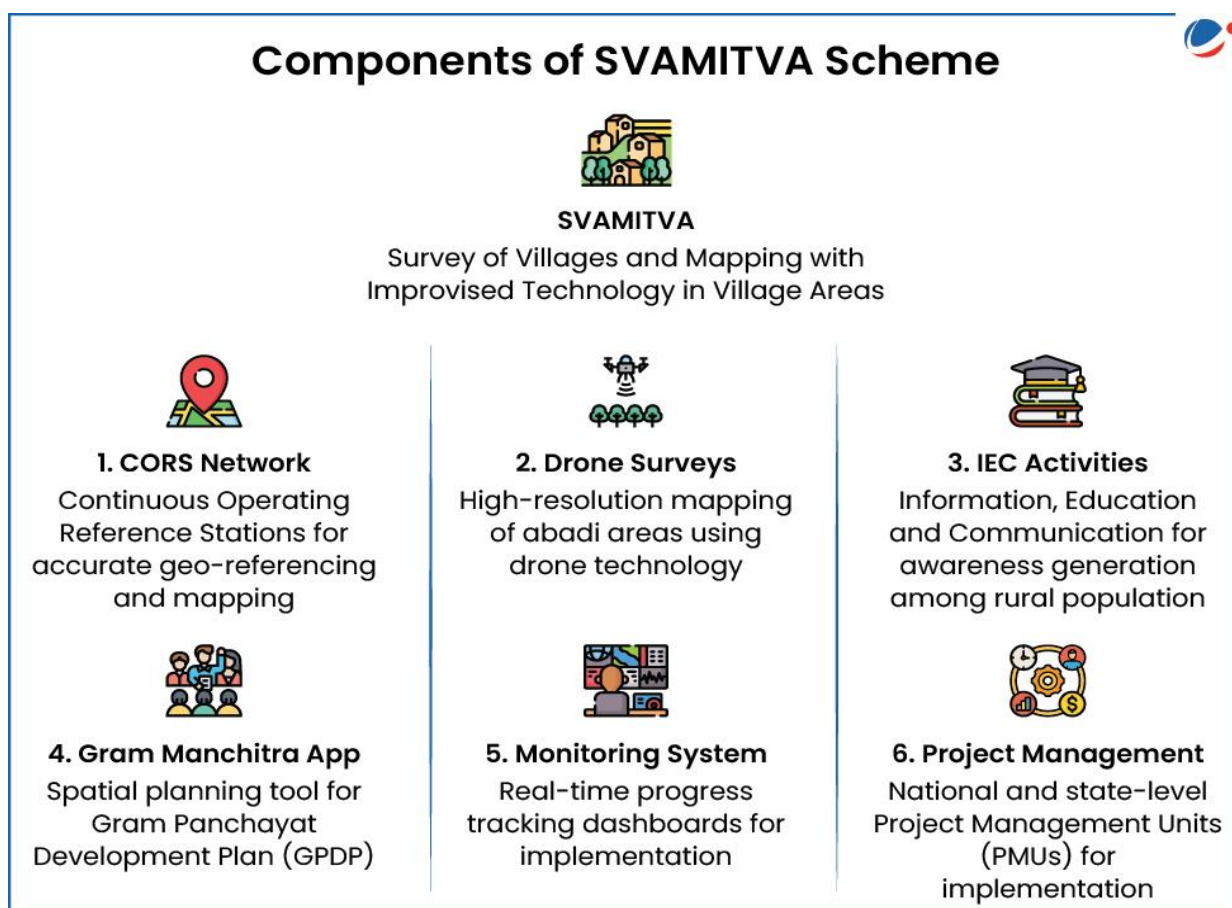 Components of SVAMITVA Scheme
SVAMITVA
Survey of Villages and Mapping with
Improvised Technology in Village Areas
1. CORS Network
Continuous Operating
Reference Stations for
accurate geo-referencing
and mapping
2. Drone Surveys
High-resolution mapping
of abadi areas using
drone technology
3. IEC Activities
Information, Education
and Communication for
awareness generation
among rural population
4. Gram Manchitra App
Spatial planning tool for
Gram Panchayat
Development Plan (GPDP)
5. Monitoring System
Real-time progress
tracking dashboards for
implementation
6. Project Management
National and state-level
Project Management Units
(PMUs) for
implementation